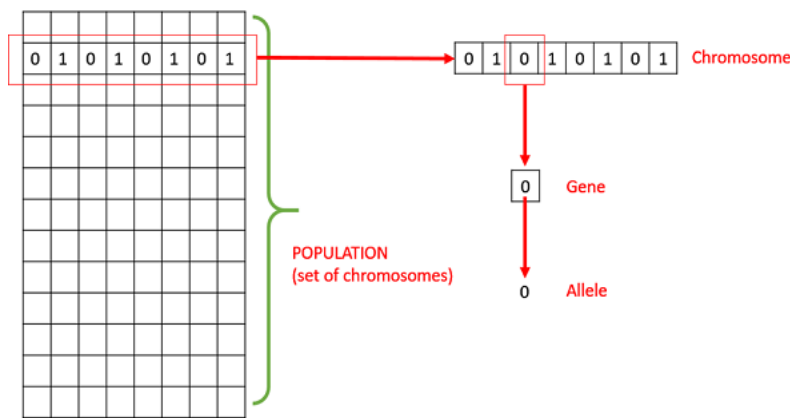 0 1 0 1 0 1 0 1
0 1 0 1 0 1 0 1 Chromosome
0 Gene
POPULATION
(set of chromosomes)
0 Allele